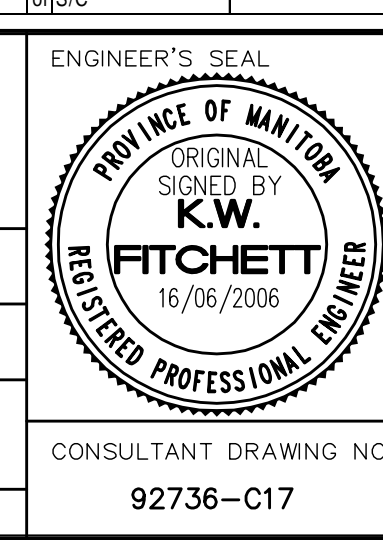 ENGINEER'S SEAL
PROVINCE OF MANITOBA
ORIGINAL
SIGNED BY
K.W.
FITCHETT
16/06/2006
REGISTERED PROFESSIONAL ENGINEER
CONSULTANT DRAWING NO
92736-C17